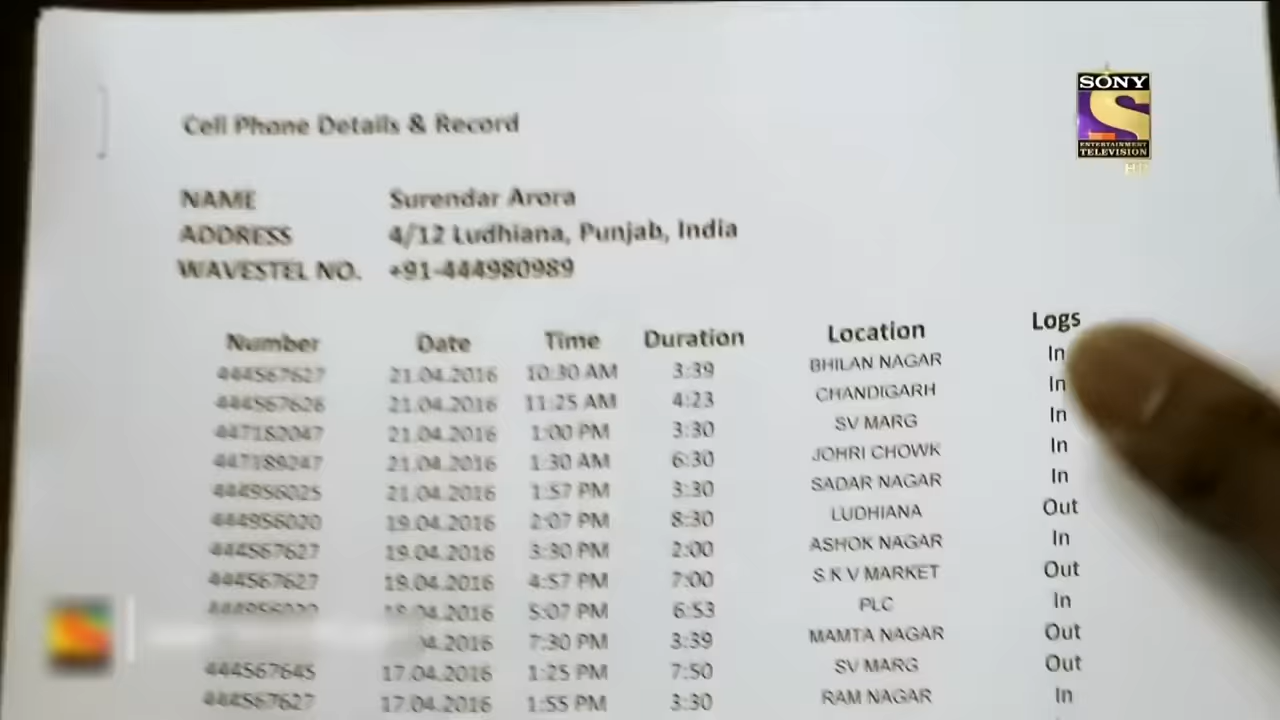 SONY
ENTERTAINMENT
TELEVISION
HD
Cell Phone Details & Record
NAME Surendar Arora
ADDRESS 4/12 Ludhiana, Punjab, India
WAVESTEL NO. +91-444980989
Number Date Time Duration Location Logs
444567627 21.04.2016 10:30 AM 3:39 BHILAN NAGAR In
444567626 21.04.2016 11:25 AM 4:23 CHANDIGARH In
447182047 21.04.2016 1:00 PM 3:30 SV MARG In
447189247 21.04.2016 1:30 AM 6:30 JOHRI CHOWK In
444956025 21.04.2016 1:57 PM 3:30 SADAR NAGAR In
444956020 19.04.2016 2:07 PM 8:30 LUDHIANA Out
444567627 19.04.2016 3:30 PM 2:00 ASHOK NAGAR In
444567627 19.04.2016 4:57 PM 7:00 S K V MARKET Out
5:07 PM 6:53 PLC In
7:30 PM 3:39 MAMTA NAGAR Out
444567645 17.04.2016 1:25 PM 7:50 SV MARG Out
444567627 17.04.2016 1:55 PM 3:30 RAM NAGAR In